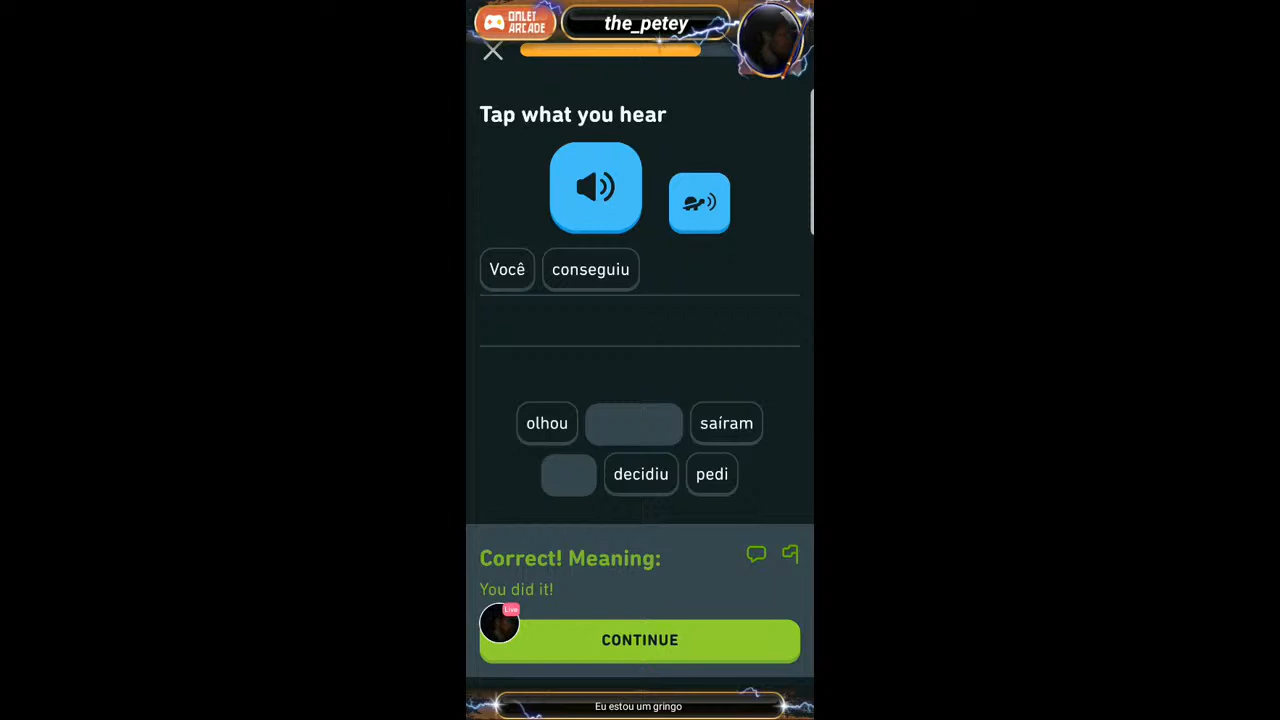 OMLET
ARCADE
the_petey
Tap what you hear
Você conseguiu
olhou saíram
decidiu pedi
Correct! Meaning:
You did it!
Live
CONTINUE
Eu estou um gringo